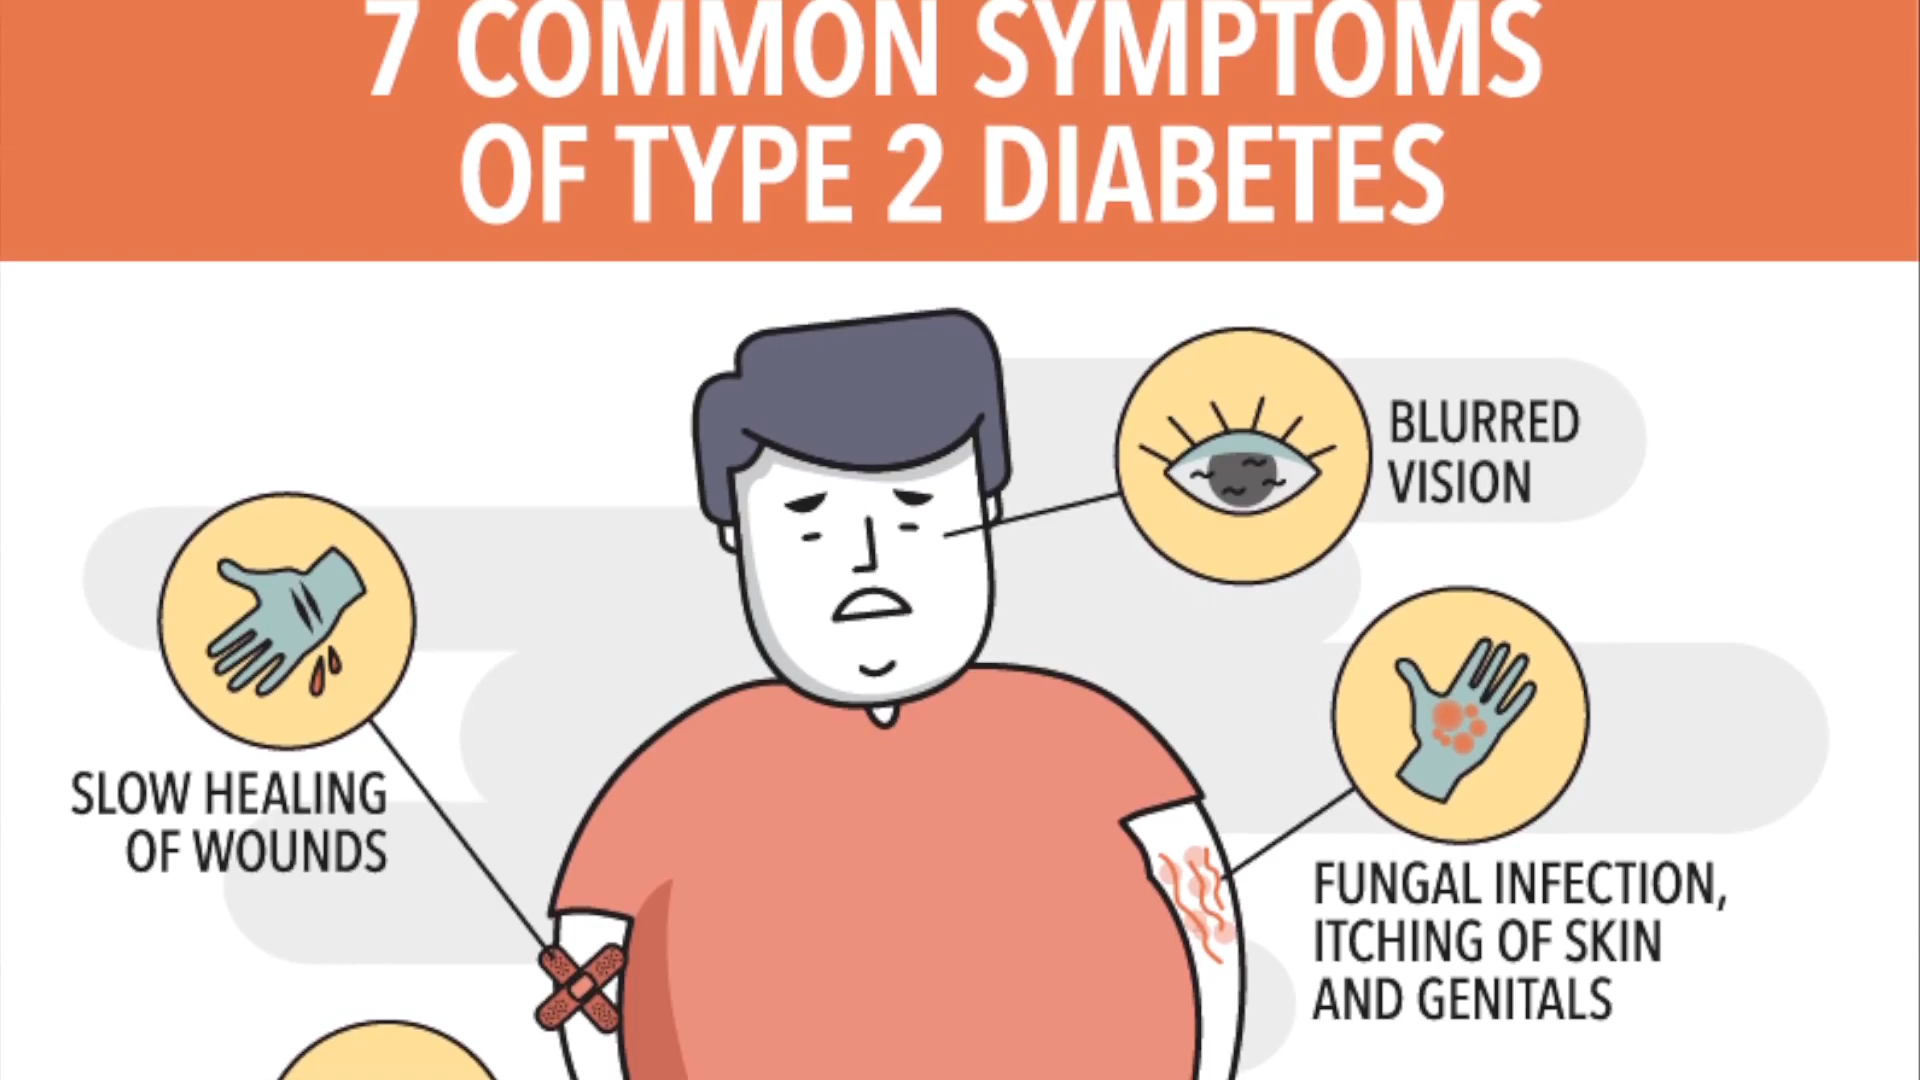 7 COMMON SYMPTOMS
OF TYPE 2 DIABETES
BLURRED
VISION
SLOW HEALING
OF WOUNDS
FUNGAL INFECTION,
ITCHING OF SKIN
AND GENITALS